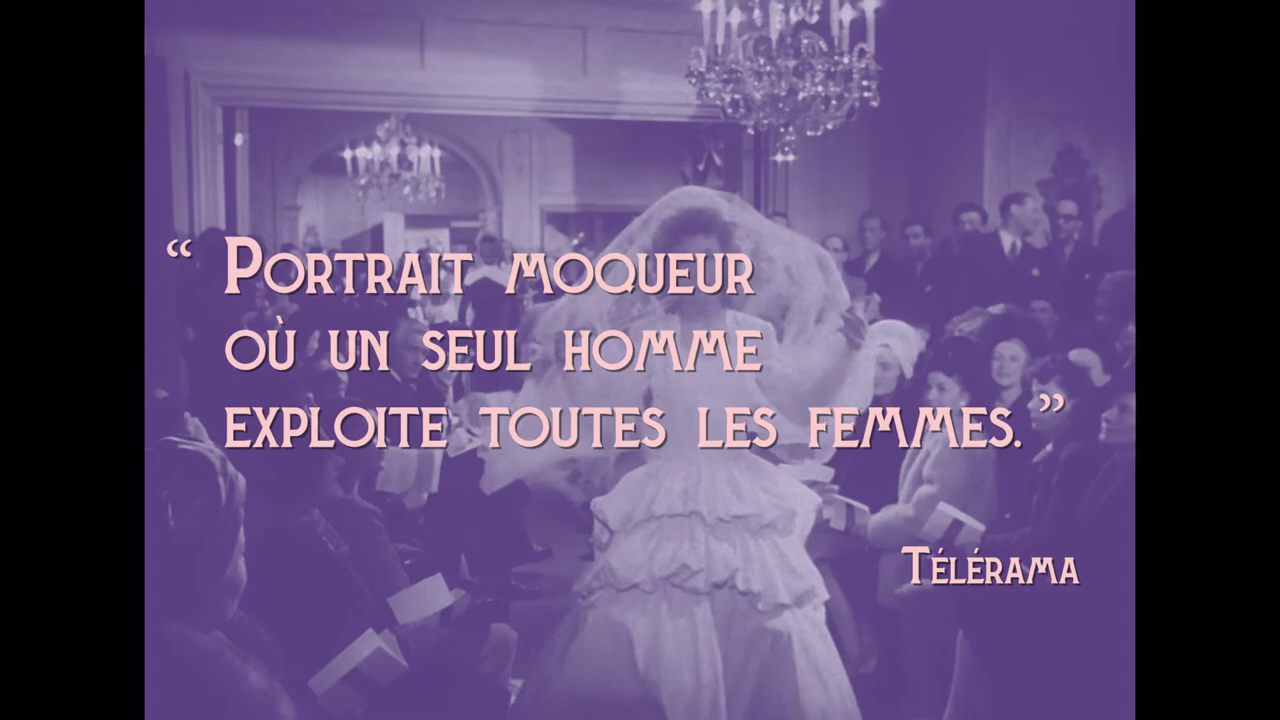 “ Portrait moqueur
où un seul homme
exploite toutes les femmes. ”
Télérama